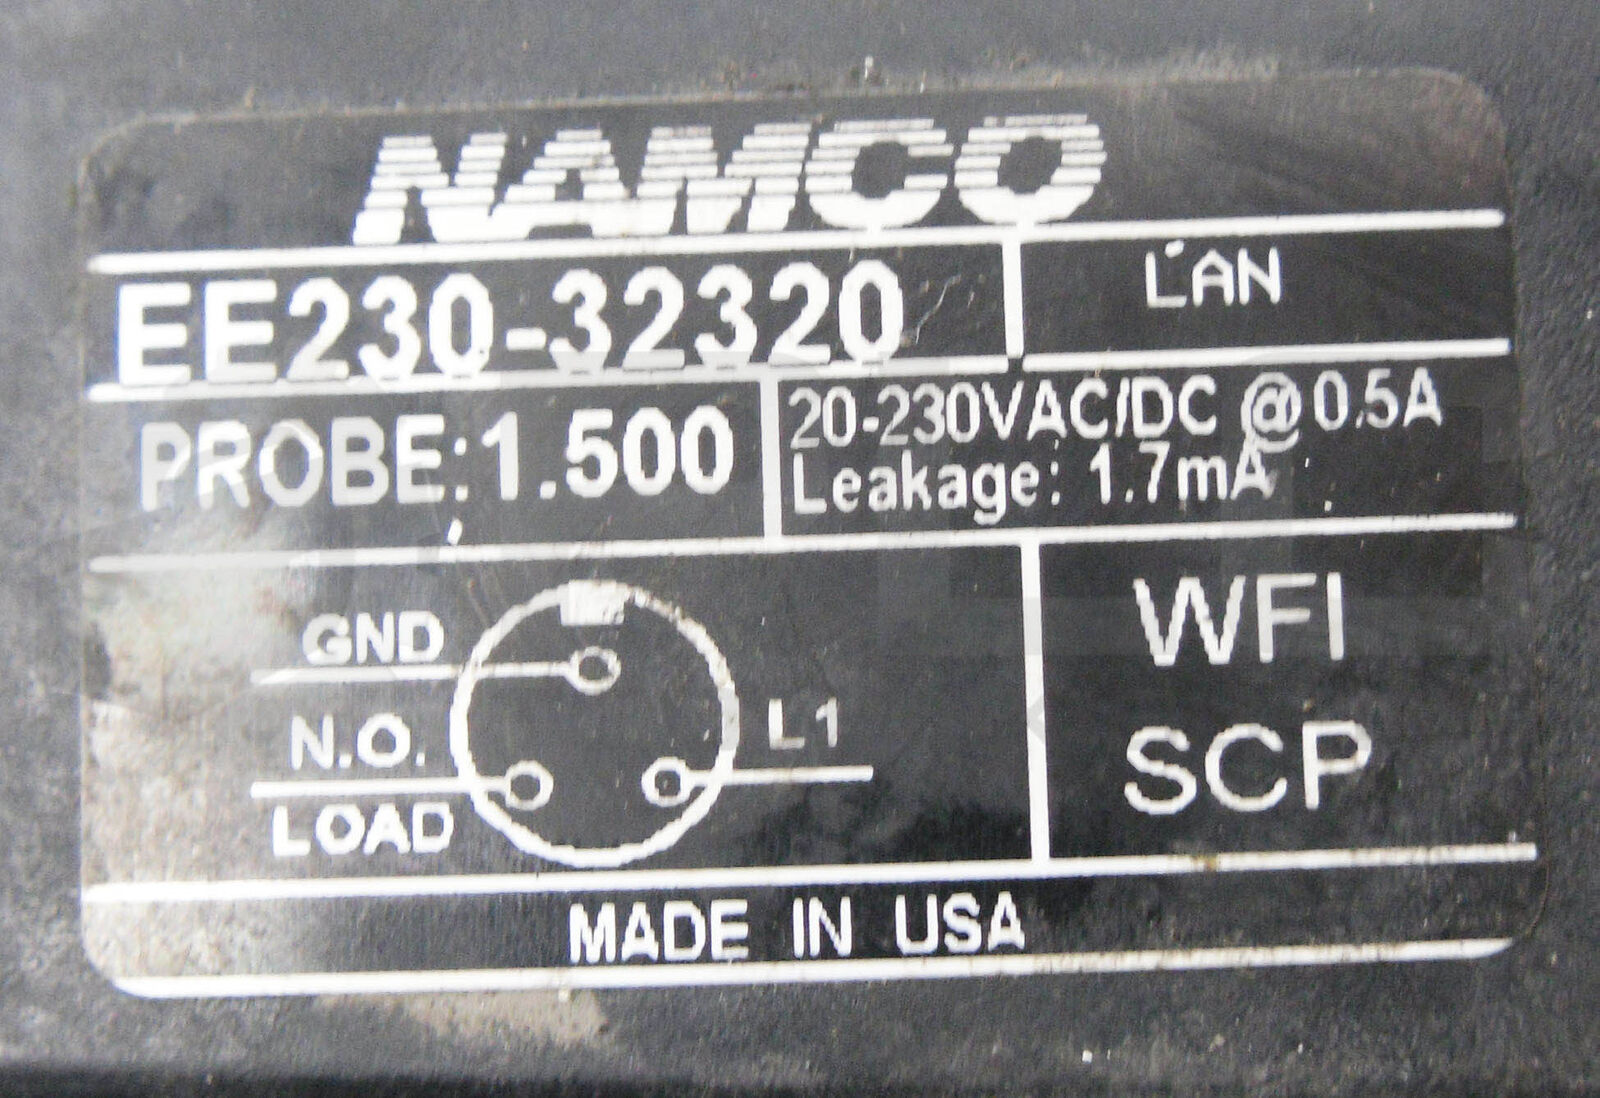 NAMCO
EE230-32320
LAN
PROBE:1.500
20-230VAC/DC @ 0.5A
Leakage: 1.7mA
GND
N.O.
LOAD
L1
WFI
SCP
MADE IN USA